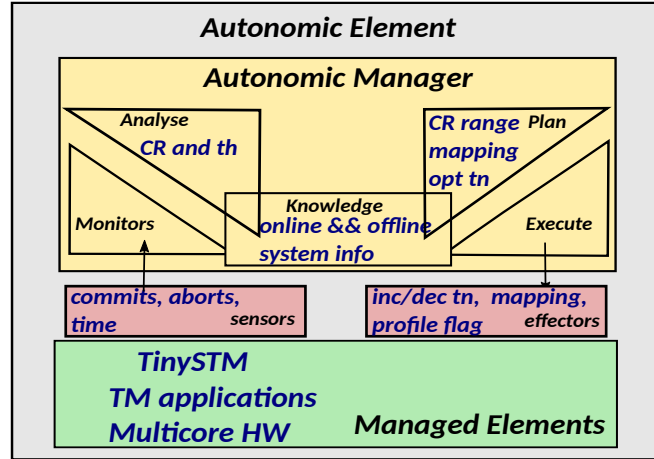 Autonomic Element
Autonomic Manager
Analyse
CR and th
CR range
Plan
mapping
opt tn
Knowledge
online && offline
system info
Monitors
Execute
commits, aborts,
time
sensors
inc/dec tn, mapping,
profile flag
effectors
TinySTM
TM applications
Multicore HW
Managed Elements